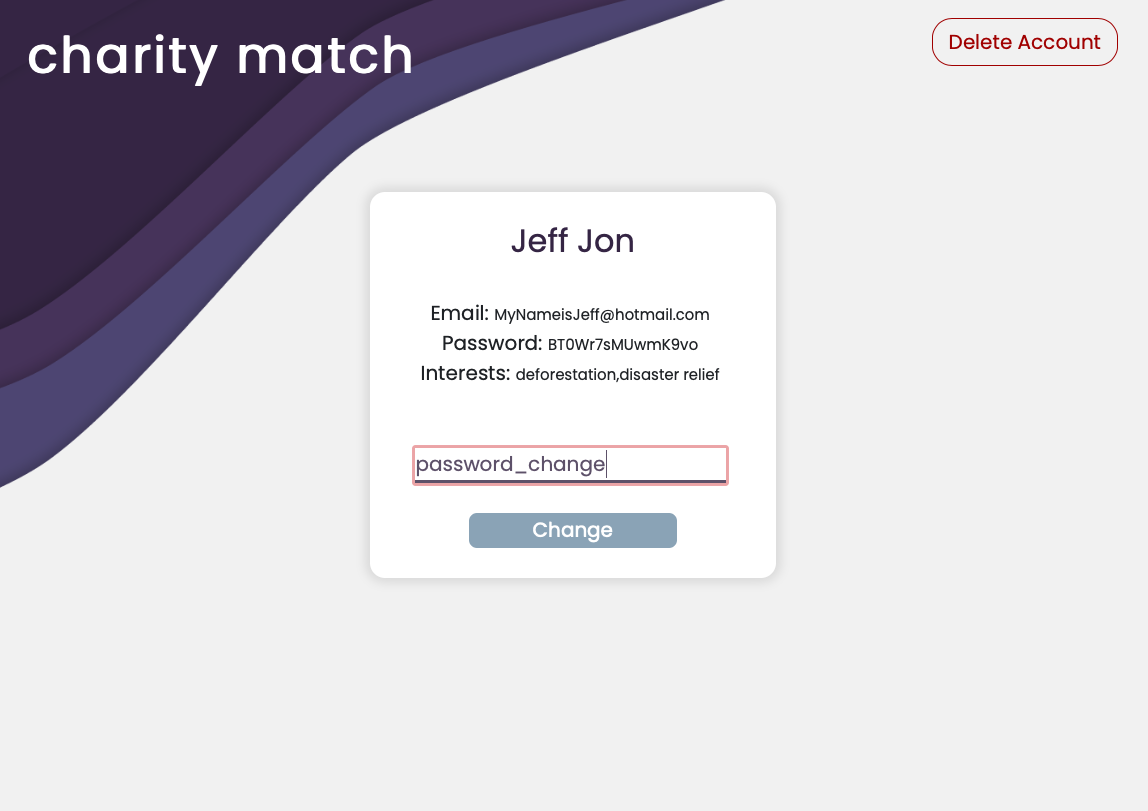 charity match
Delete Account
Jeff Jon
Email: MyNameisJeff@hotmail.com
Password: BT0Wr7sMUwmK9vo
Interests: deforestation,disaster relief
password_change
Change